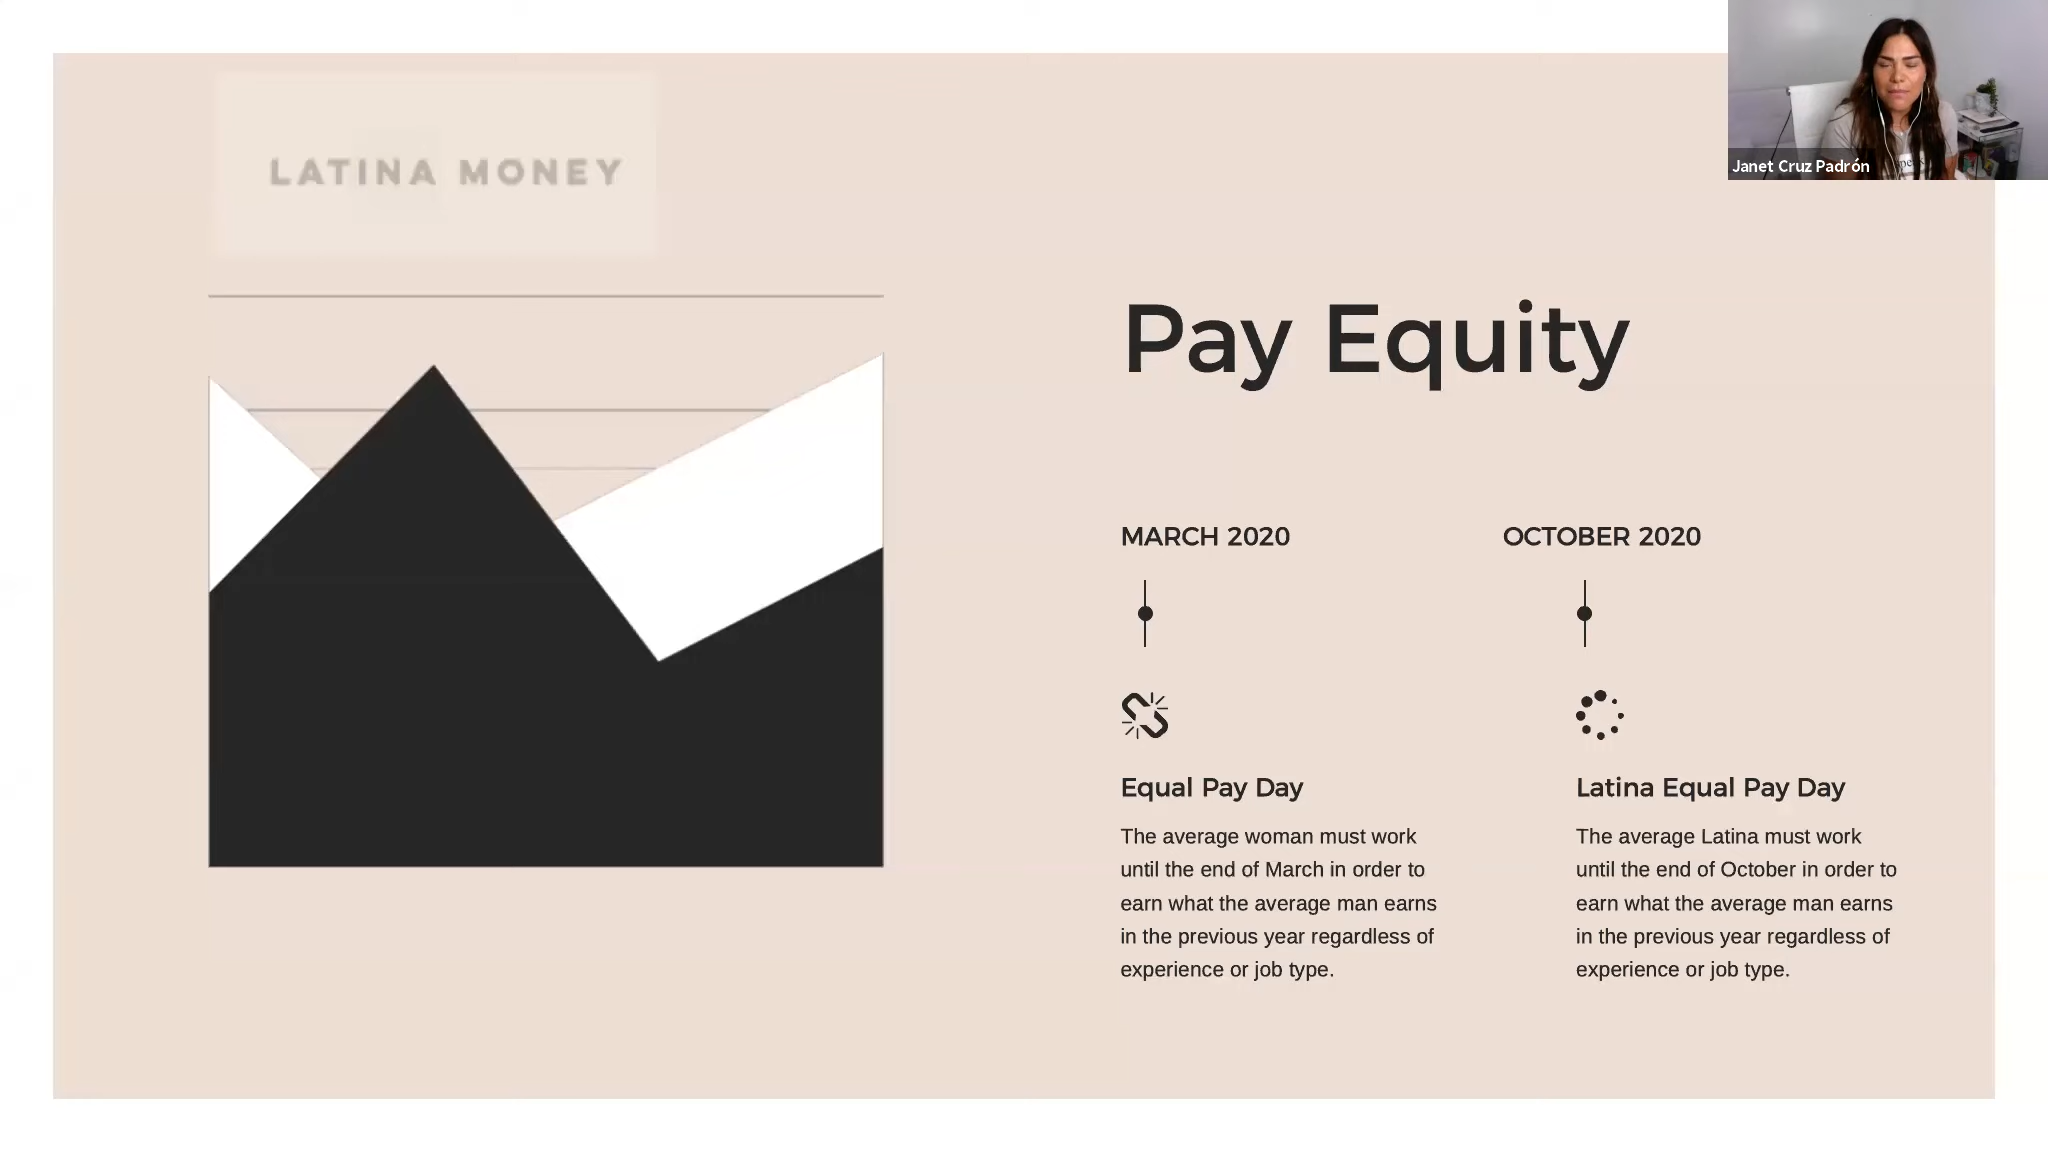 LATINA MONEY
Janet Cruz Padrón
Pay Equity
MARCH 2020
Equal Pay Day
The average woman must work
until the end of March in order to
earn what the average man earns
in the previous year regardless of
experience or job type.
OCTOBER 2020
Latina Equal Pay Day
The average Latina must work
until the end of October in order to
earn what the average man earns
in the previous year regardless of
experience or job type.